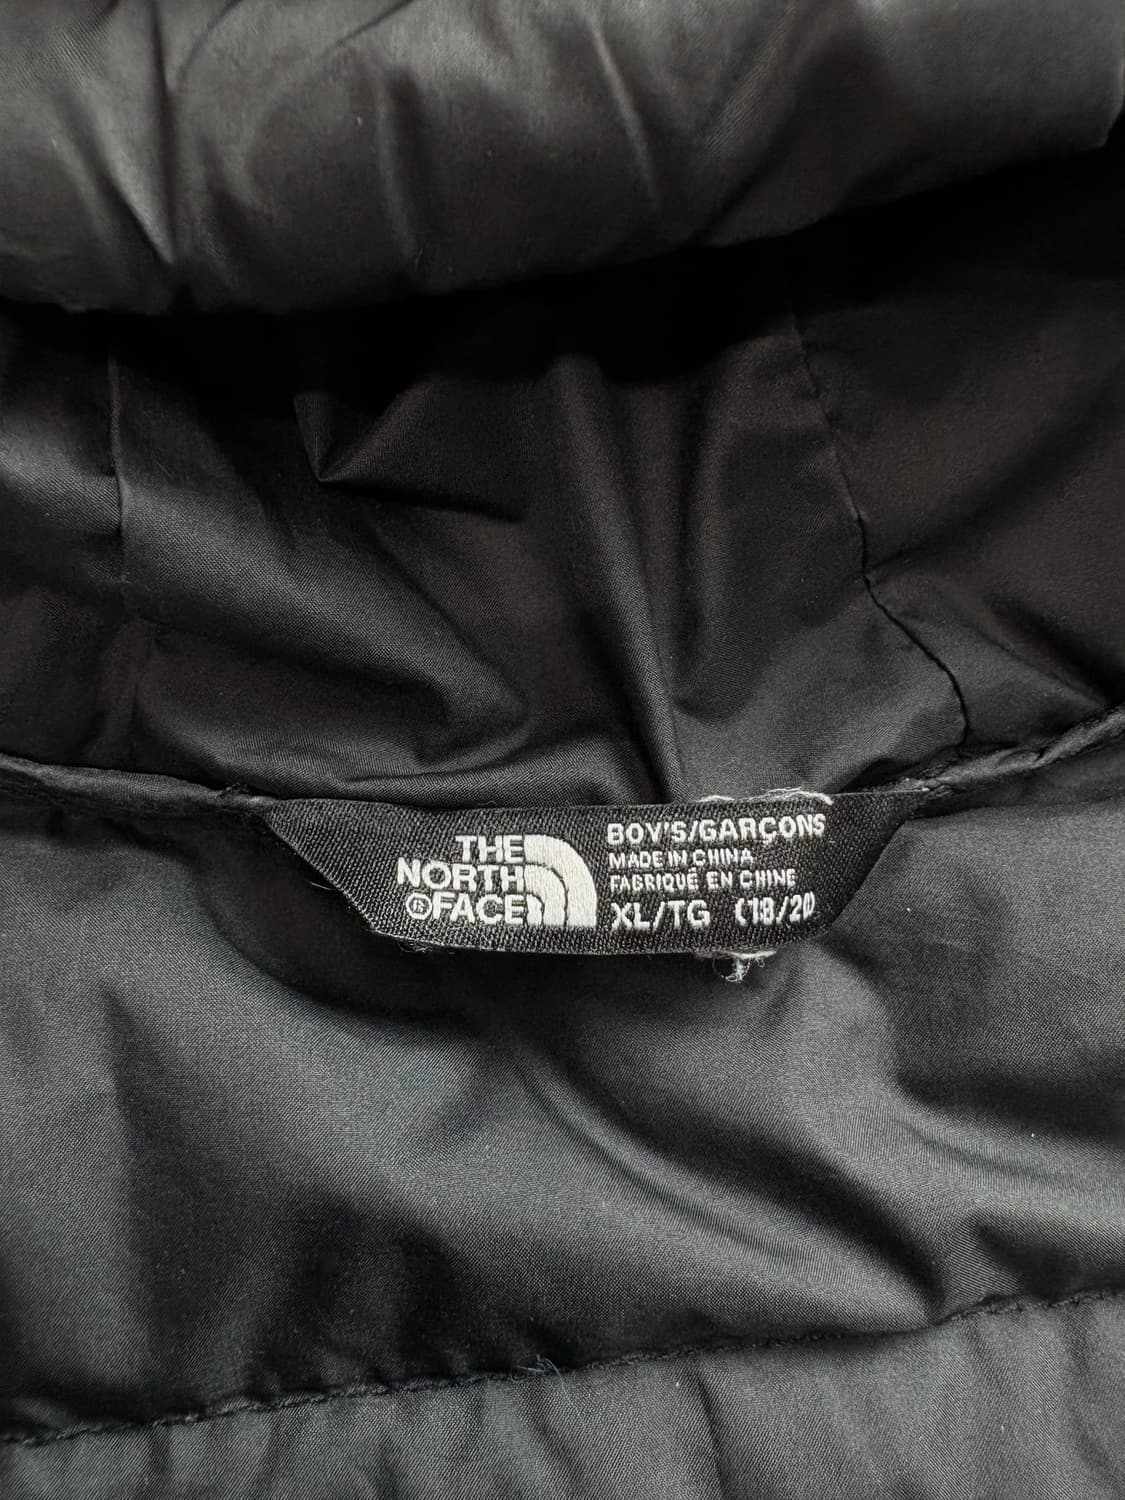 THE
NORTH
®FACE
BOY'S/GARÇONS
MADE IN CHINA
FABRIQUÉ EN CHINE
XL/TG (18/20)